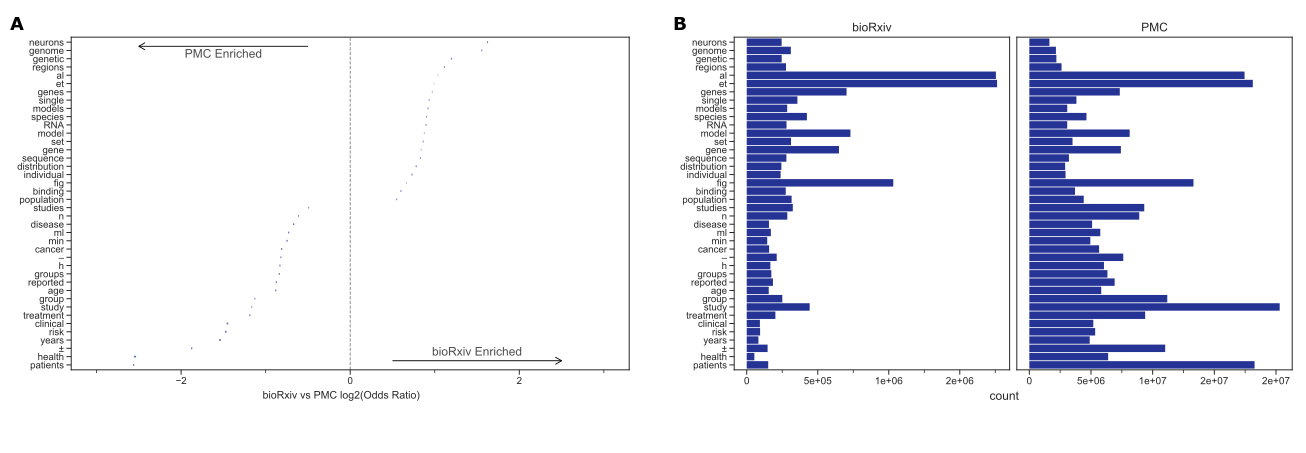 A
neurons
genome
genetic
regions
al
et
genes
single
models
species
RNA
model
set
gene
sequence
distribution
individual
fig
binding
population
studies
n
disease
ml
min
cancer
–
h
groups
reported
age
group
study
treatment
clinical
risk
years
±
health
patients
PMC Enriched
bioRxiv Enriched
−2 0 2
bioRxiv vs PMC log2(Odds Ratio)
B
bioRxiv PMC
neurons
genome
genetic
regions
al
et
genes
single
models
species
RNA
model
set
gene
sequence
distribution
individual
fig
binding
population
studies
n
disease
ml
min
cancer
–
h
groups
reported
age
group
study
treatment
clinical
risk
years
±
health
patients
0 5e+05 1e+06 2e+06 0 5e+06 1e+07 2e+07 2e+07
count